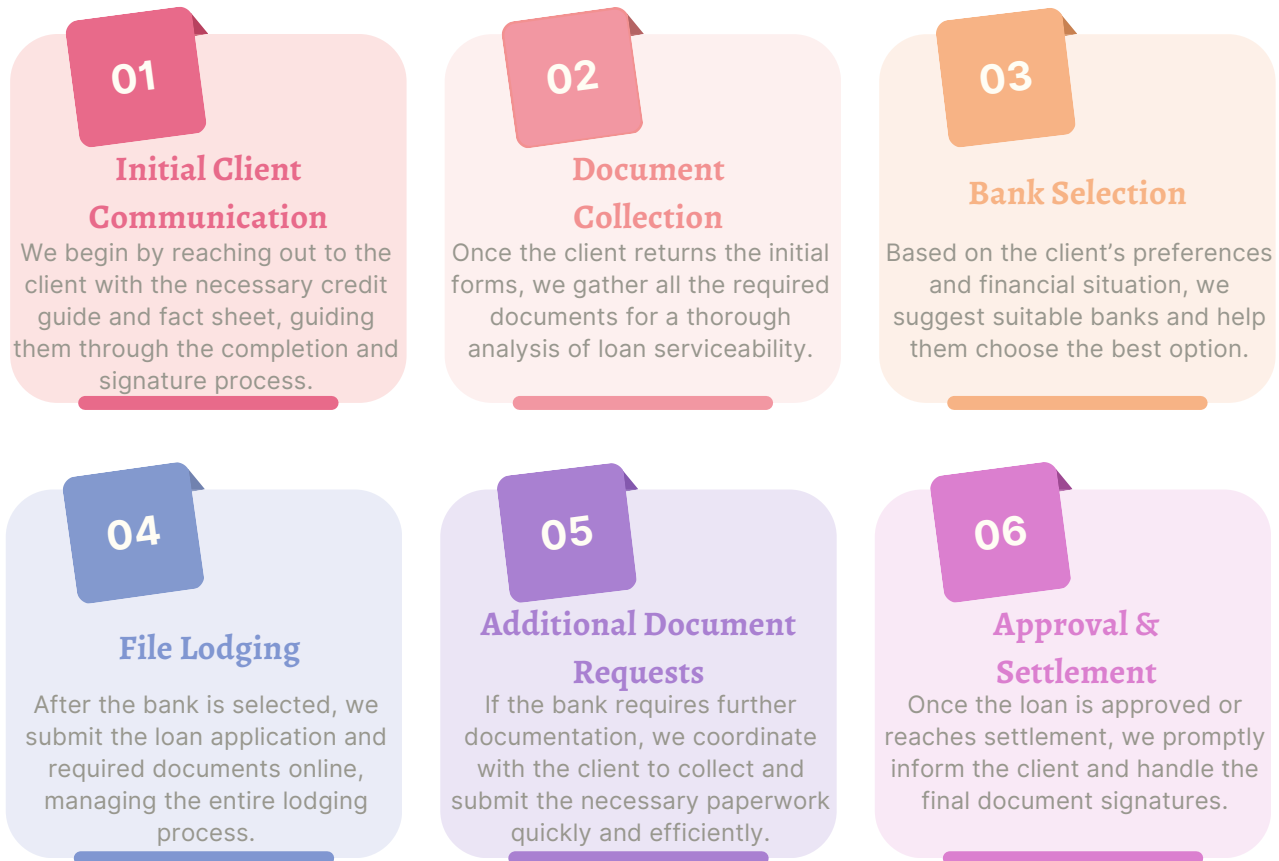 01
Initial Client
Communication
We begin by reaching out to the
client with the necessary credit
guide and fact sheet, guiding
them through the completion and
signature process.
02
Document
Collection
Once the client returns the initial
forms, we gather all the required
documents for a thorough
analysis of loan serviceability.
03
Bank Selection
Based on the client’s preferences
and financial situation, we
suggest suitable banks and help
them choose the best option.
04
File Lodging
After the bank is selected, we
submit the loan application and
required documents online,
managing the entire lodging
process.
05
Additional Document
Requests
If the bank requires further
documentation, we coordinate
with the client to collect and
submit the necessary paperwork
quickly and efficiently.
06
Approval &
Settlement
Once the loan is approved or
reaches settlement, we promptly
inform the client and handle the
final document signatures.